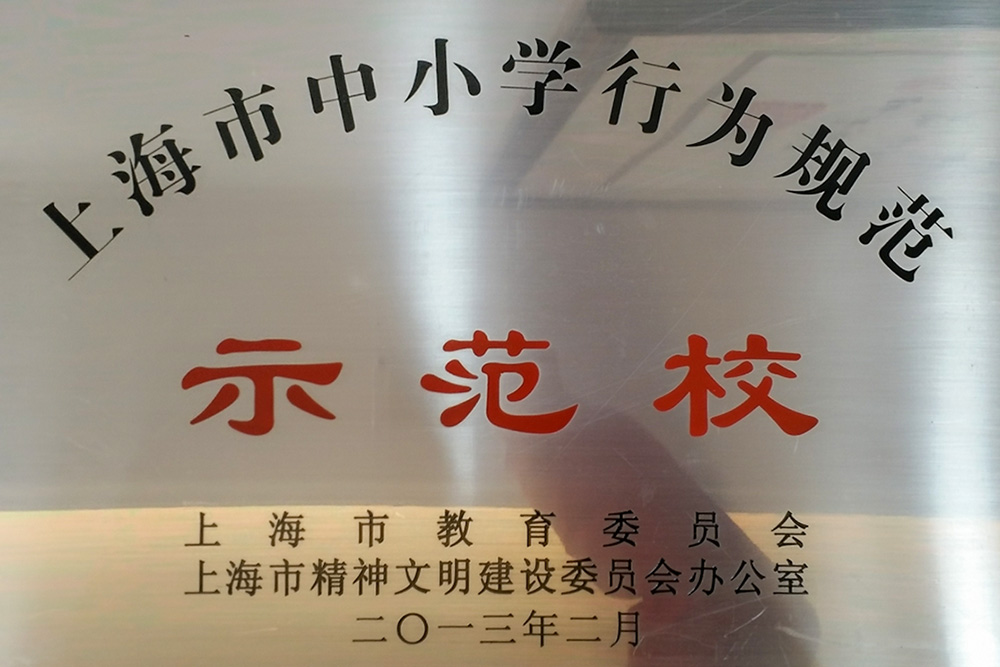 上海市中小学行为规范
示范校
上海市教育委员会
上海市精神文明建设委员会办公室
二〇一三年二月